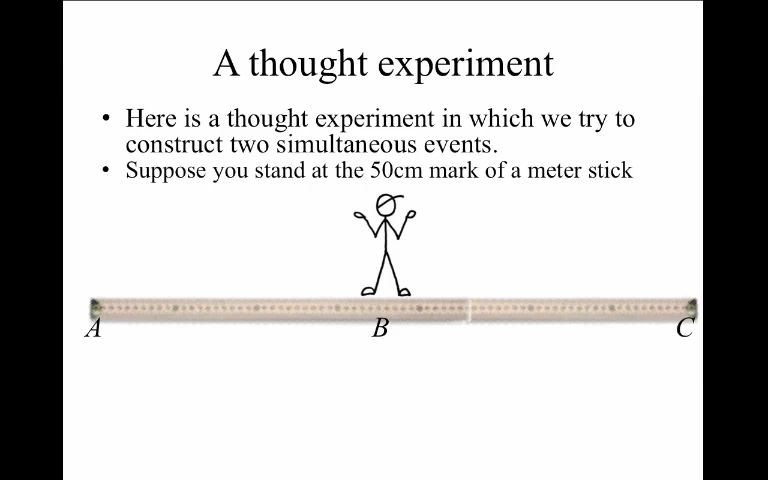 A thought experiment
• Here is a thought experiment in which we try to
construct two simultaneous events.
• Suppose you stand at the 50cm mark of a meter stick
A B C